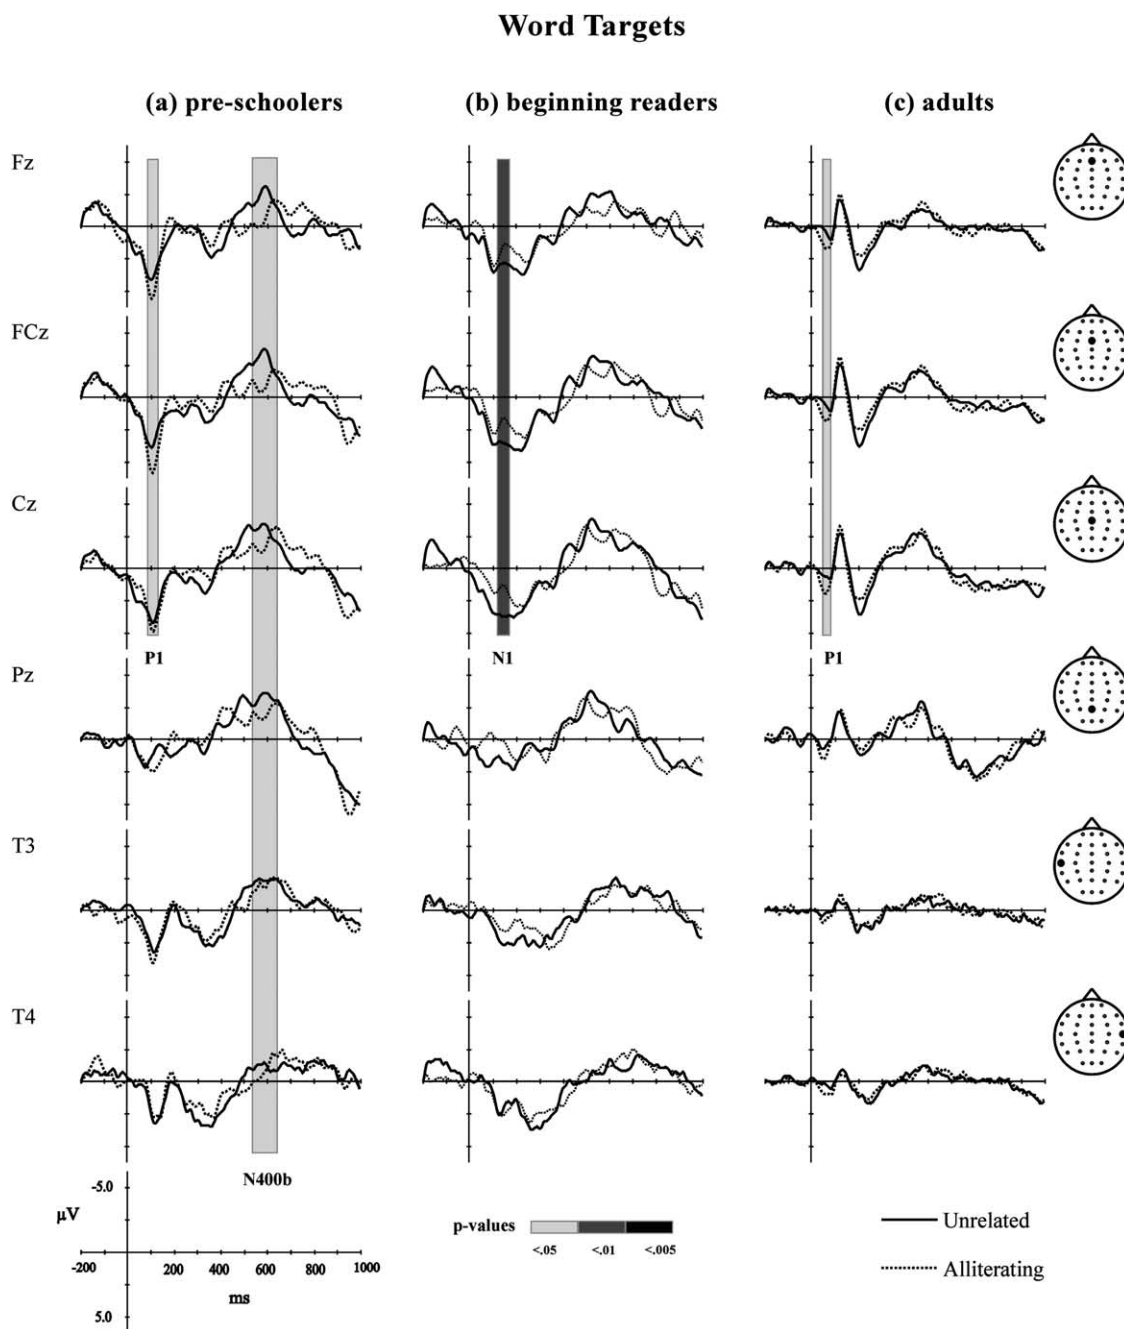 Word Targets
(a) pre-schoolers
(b) beginning readers
(c) adults
Fz
FCz
Cz
P1
N1
P1
Pz
T3
T4
N400b
-5.0
µV
-200
200
400
600
800
1000
ms
5.0
p-values
<.05
<.01
<.005
Unrelated
Alliterating